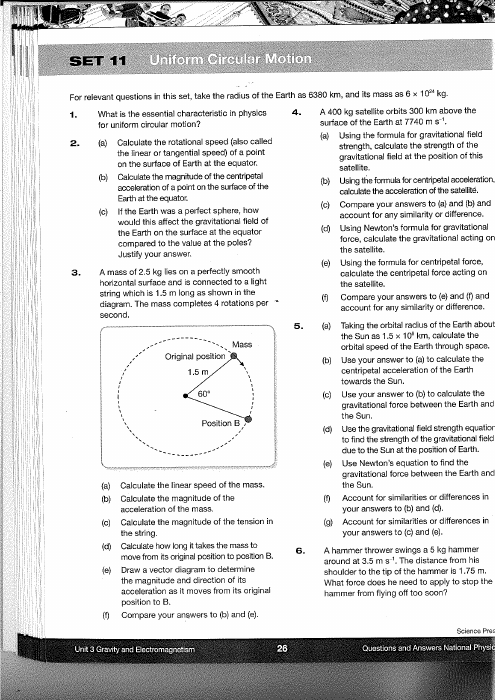 SET 11 Uniform Circular Motion
For relevant questions in this set, take the radius of the Earth as 6380 km, and its mass as 6 × 10²⁴ kg.
1. What is the essential characteristic in physics
for uniform circular motion?
2. (a) Calculate the rotational speed (also called
the linear or tangential speed) of a point
on the surface of Earth at the equator.
(b) Calculate the magnitude of the centripetal
acceleration of a point on the surface of the
Earth at the equator.
(c) If the Earth was a perfect sphere, how
would this affect the gravitational field of
the Earth on the surface at the equator
compared to the value at the poles?
Justify your answer.
3. A mass of 2.5 kg lies on a perfectly smooth
horizontal surface and is connected to a light
string which is 1.5 m long as shown in the
diagram. The mass completes 4 rotations per
second.
Mass
Original position
1.5 m
60°
Position B
(a) Calculate the linear speed of the mass.
(b) Calculate the magnitude of the
acceleration of the mass.
(c) Calculate the magnitude of the tension in
the string.
(d) Calculate how long it takes the mass to
move from its original position to position B.
(e) Draw a vector diagram to determine
the magnitude and direction of its
acceleration as it moves from its original
position to B.
(f) Compare your answers to (b) and (e).
4. A 400 kg satellite orbits 300 km above the
surface of the Earth at 7740 m s⁻¹.
(a) Using the formula for gravitational field
strength, calculate the strength of the
gravitational field at the position of this
satellite.
(b) Using the formula for centripetal acceleration,
calculate the acceleration of the satellite.
(c) Compare your answers to (a) and (b) and
account for any similarity or difference.
(d) Using Newton's formula for gravitational
force, calculate the gravitational acting on
the satellite.
(e) Using the formula for centripetal force,
calculate the centripetal force acting on
the satellite.
(f) Compare your answers to (e) and (f) and
account for any similarity or difference.
5. (a) Taking the orbital radius of the Earth about
the Sun as 1.5 × 10⁸ km, calculate the
orbital speed of the Earth through space.
(b) Use your answer to (a) to calculate the
centripetal acceleration of the Earth
towards the Sun.
(c) Use your answer to (b) to calculate the
gravitational force between the Earth and
the Sun.
(d) Use the gravitational field strength equation
to find the strength of the gravitational field
due to the Sun at the position of Earth.
(e) Use Newton's equation to find the
gravitational force between the Earth and
the Sun.
(f) Account for similarities or differences in
your answers to (b) and (d).
(g) Account for similarities or differences in
your answers to (c) and (e).
6. A hammer thrower swings a 5 kg hammer
around at 3.5 m s⁻¹. The distance from his
shoulder to the tip of the hammer is 1.75 m.
What force does he need to apply to stop the
hammer from flying off too soon?
Science Pres
Unit 3 Gravity and Electromagnetism 26 Questions and Answers National Physic